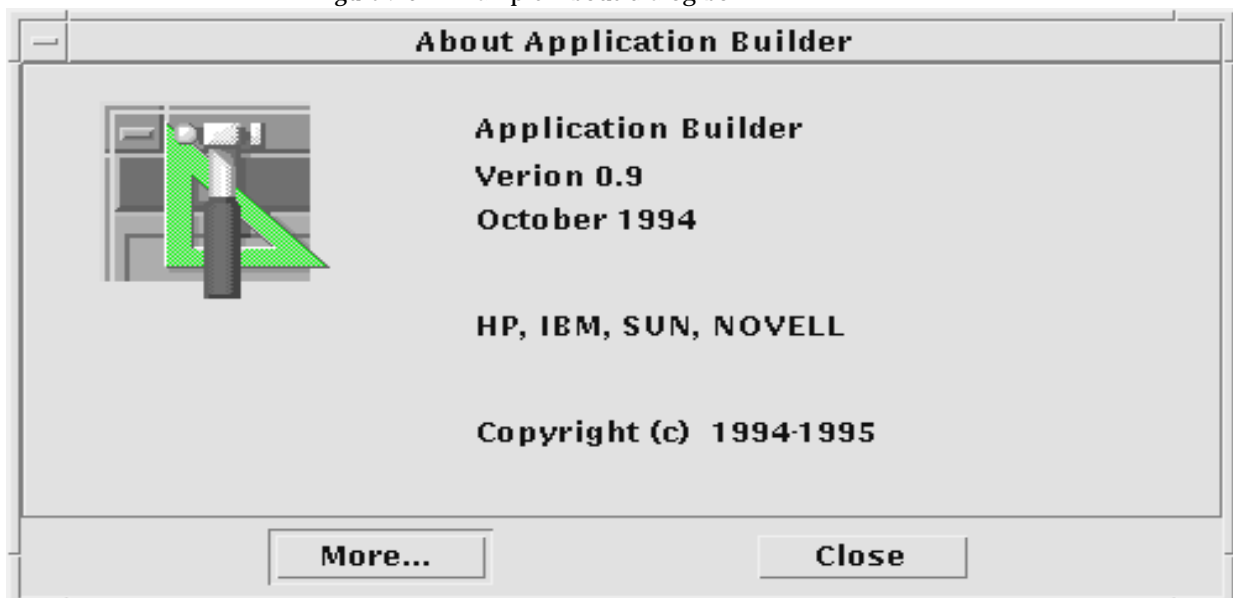 About Application Builder
Application Builder
Verion 0.9
October 1994
HP, IBM, SUN, NOVELL
Copyright (c) 1994-1995
More...
Close